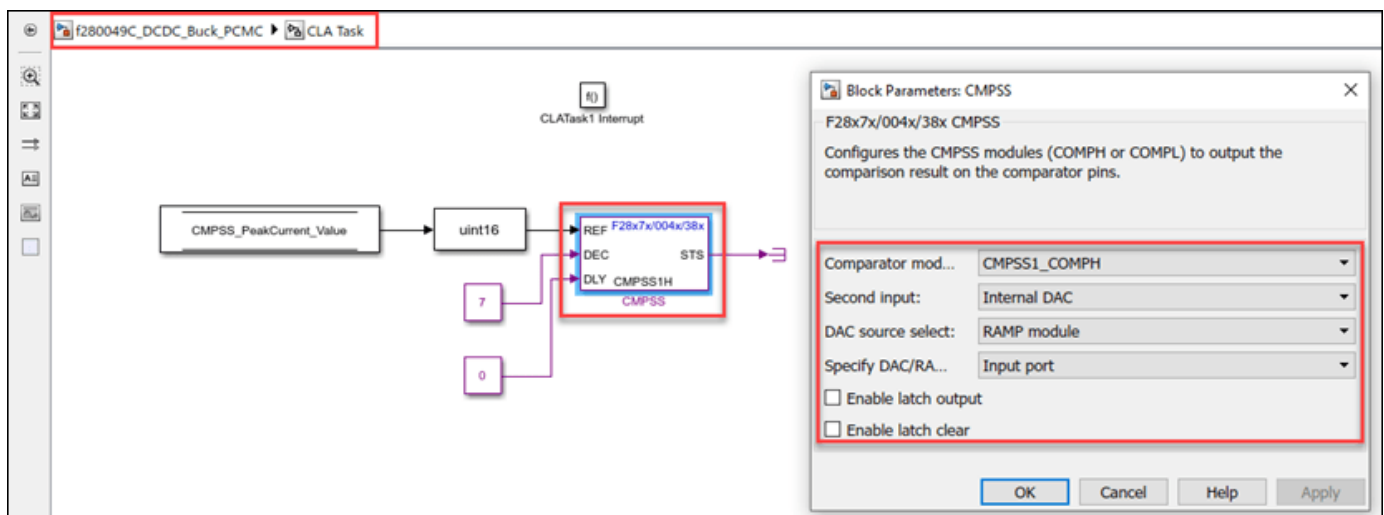 f280049C_DCDC_Buck_PCMC ▶ CLA Task
f()
CLATask1 Interrupt
CMPSS_PeakCurrent_Value
uint16
REF
F28x7x/004x/38x
DEC
STS
DLY
CMPSS1H
CMPSS
7
0
Block Parameters: CMPSS
F28x7x/004x/38x CMPSS
Configures the CMPSS modules (COMPH or COMPL) to output the
comparison result on the comparator pins.
Comparator mod... CMPSS1_COMPH
Second input: Internal DAC
DAC source select: RAMP module
Specify DAC/RA... Input port
Enable latch output
Enable latch clear
OK Cancel Help Apply